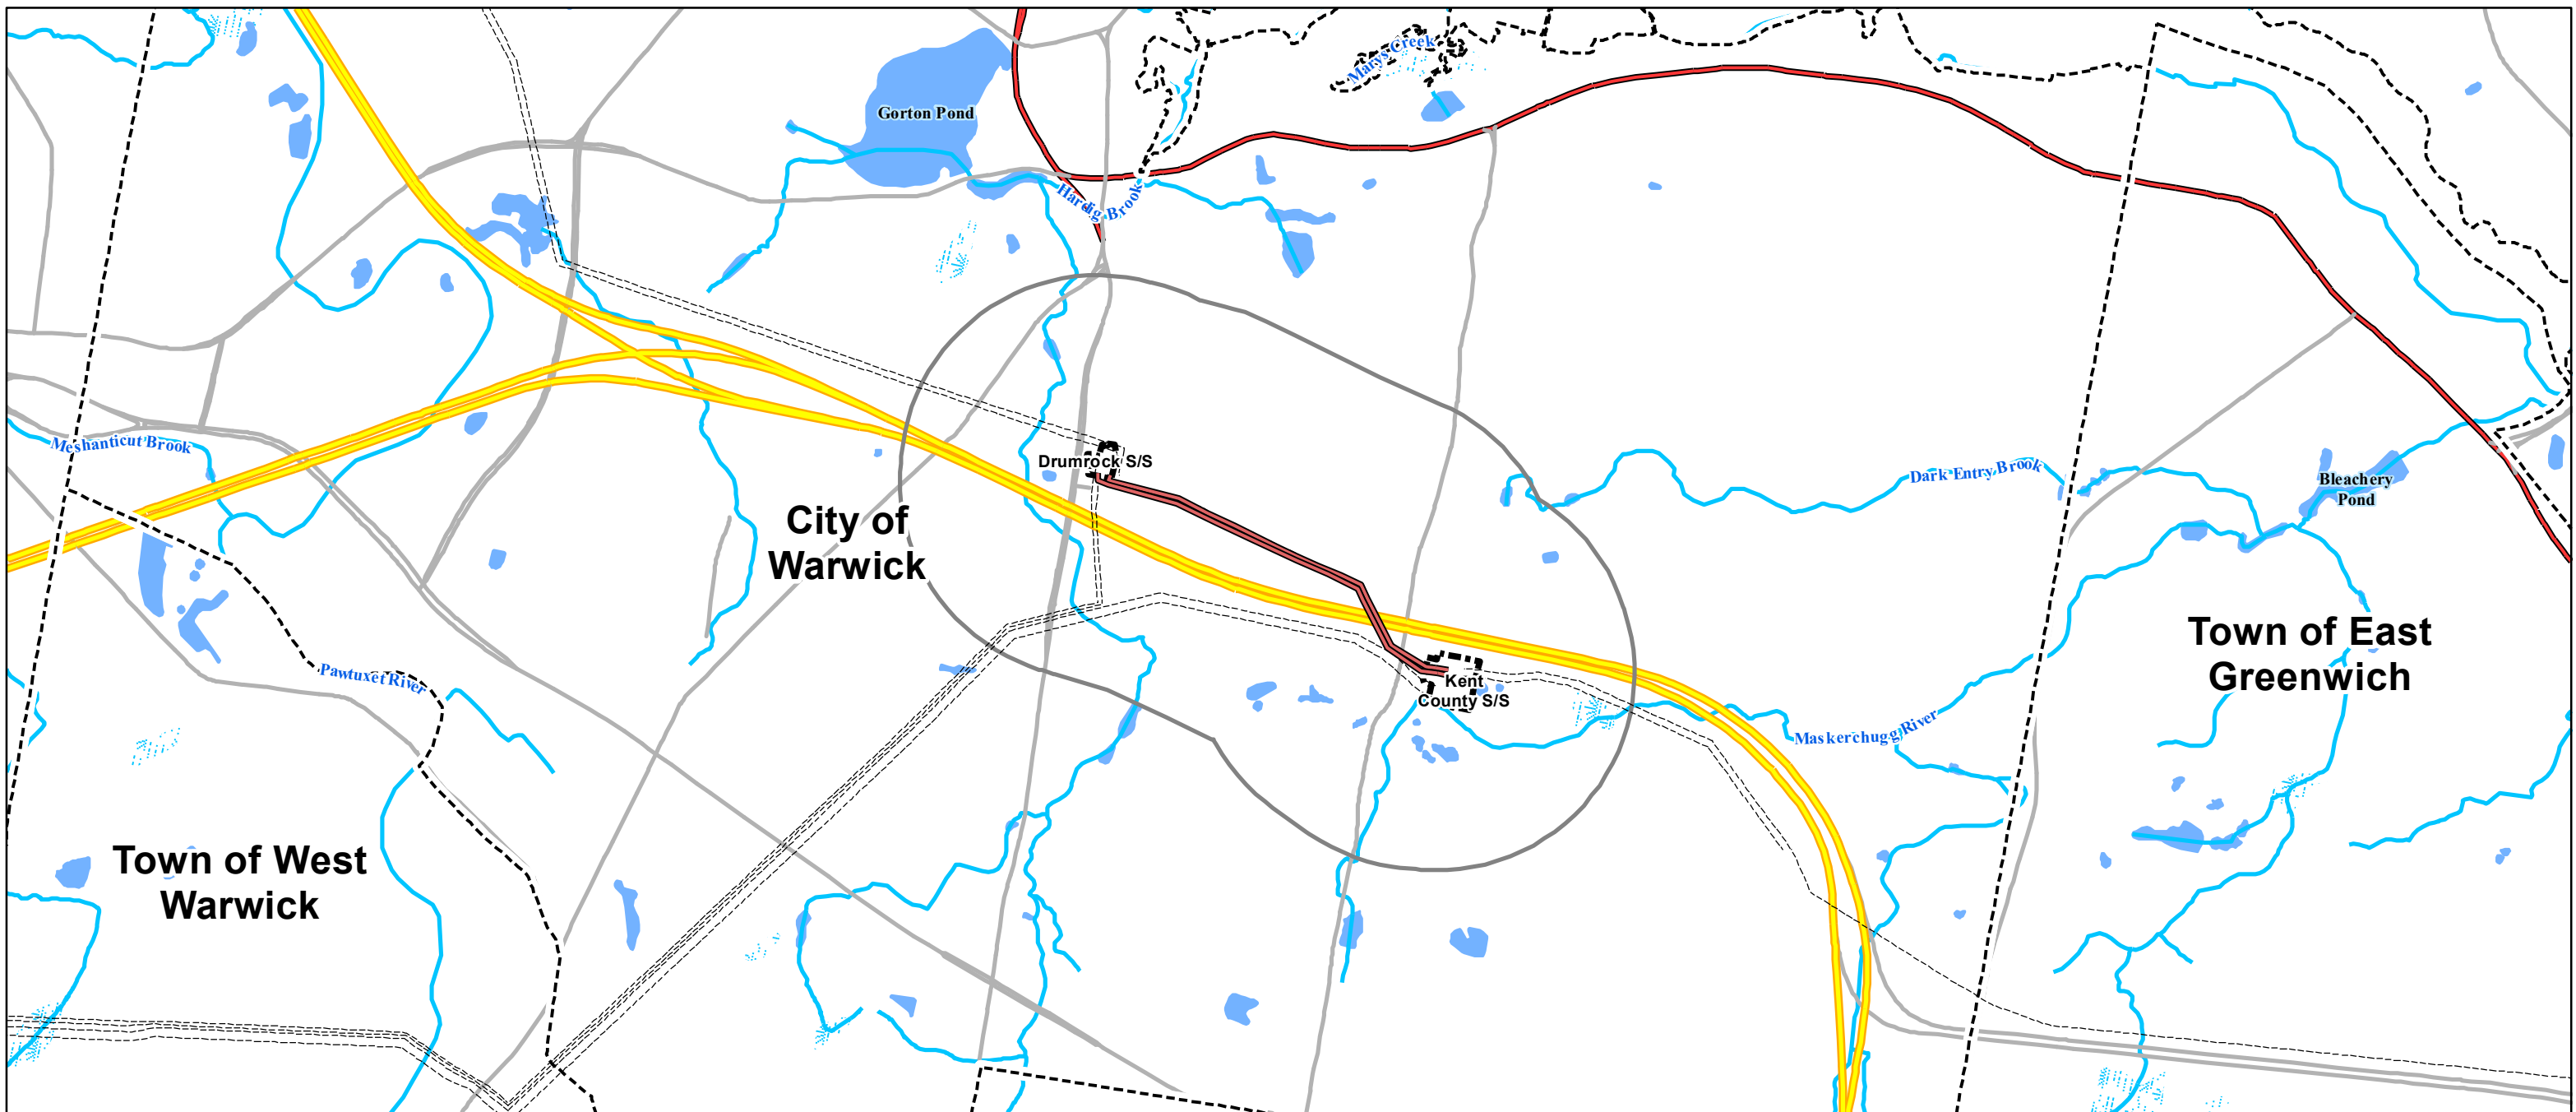 Marys Creek
Gorton Pond
Hardig Brook
Meshanticut Brook
Drumrock S/S
Dark Entry Brook
Bleachery
Pond
City of
Warwick
Town of East
Greenwich
Pawtuxet River
Kent
County S/S
Maskerchugg River
Town of West
Warwick